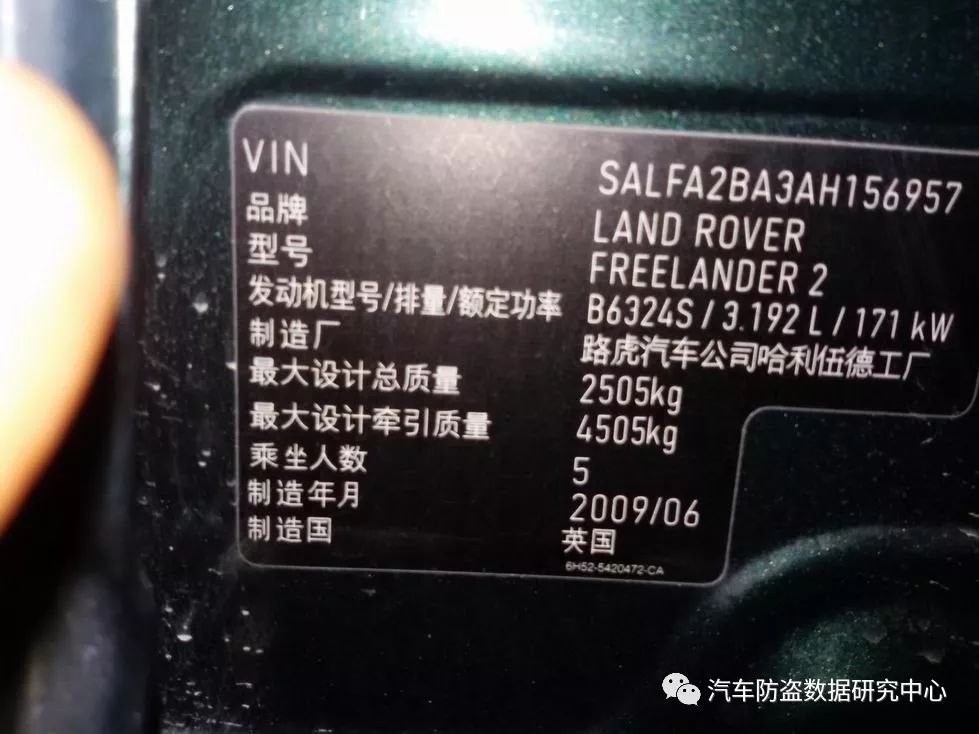 VIN SALFA2BA3AH156957
品牌 LAND ROVER
型号 FREELANDER 2
发动机型号/排量/额定功率 B6324S / 3.192 L / 171 kW
制造厂 路虎汽车公司哈利伍德工厂
最大设计总质量 2505kg
最大设计牵引质量 4505kg
乘坐人数 5
制造年月 2009/06
制造国 英国
6H52-5420472-CA
汽车防盗数据研究中心